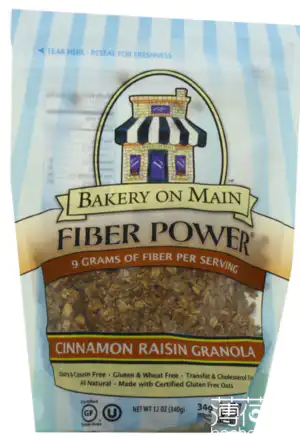 TEAR HERE - RESEAL FOR FRESHNESS
BAKERY ON MAIN
FIBER POWER®
9 GRAMS OF FIBER PER SERVING
CINNAMON RAISIN GRANOLA
Dairy & Casein Free · Gluten & Wheat Free · Transfat & Cholesterol
All Natural · Made with Certified Gluten Free Oats
Certified
GF
U
NET WT 12 OZ (340g)
34g
薄荷